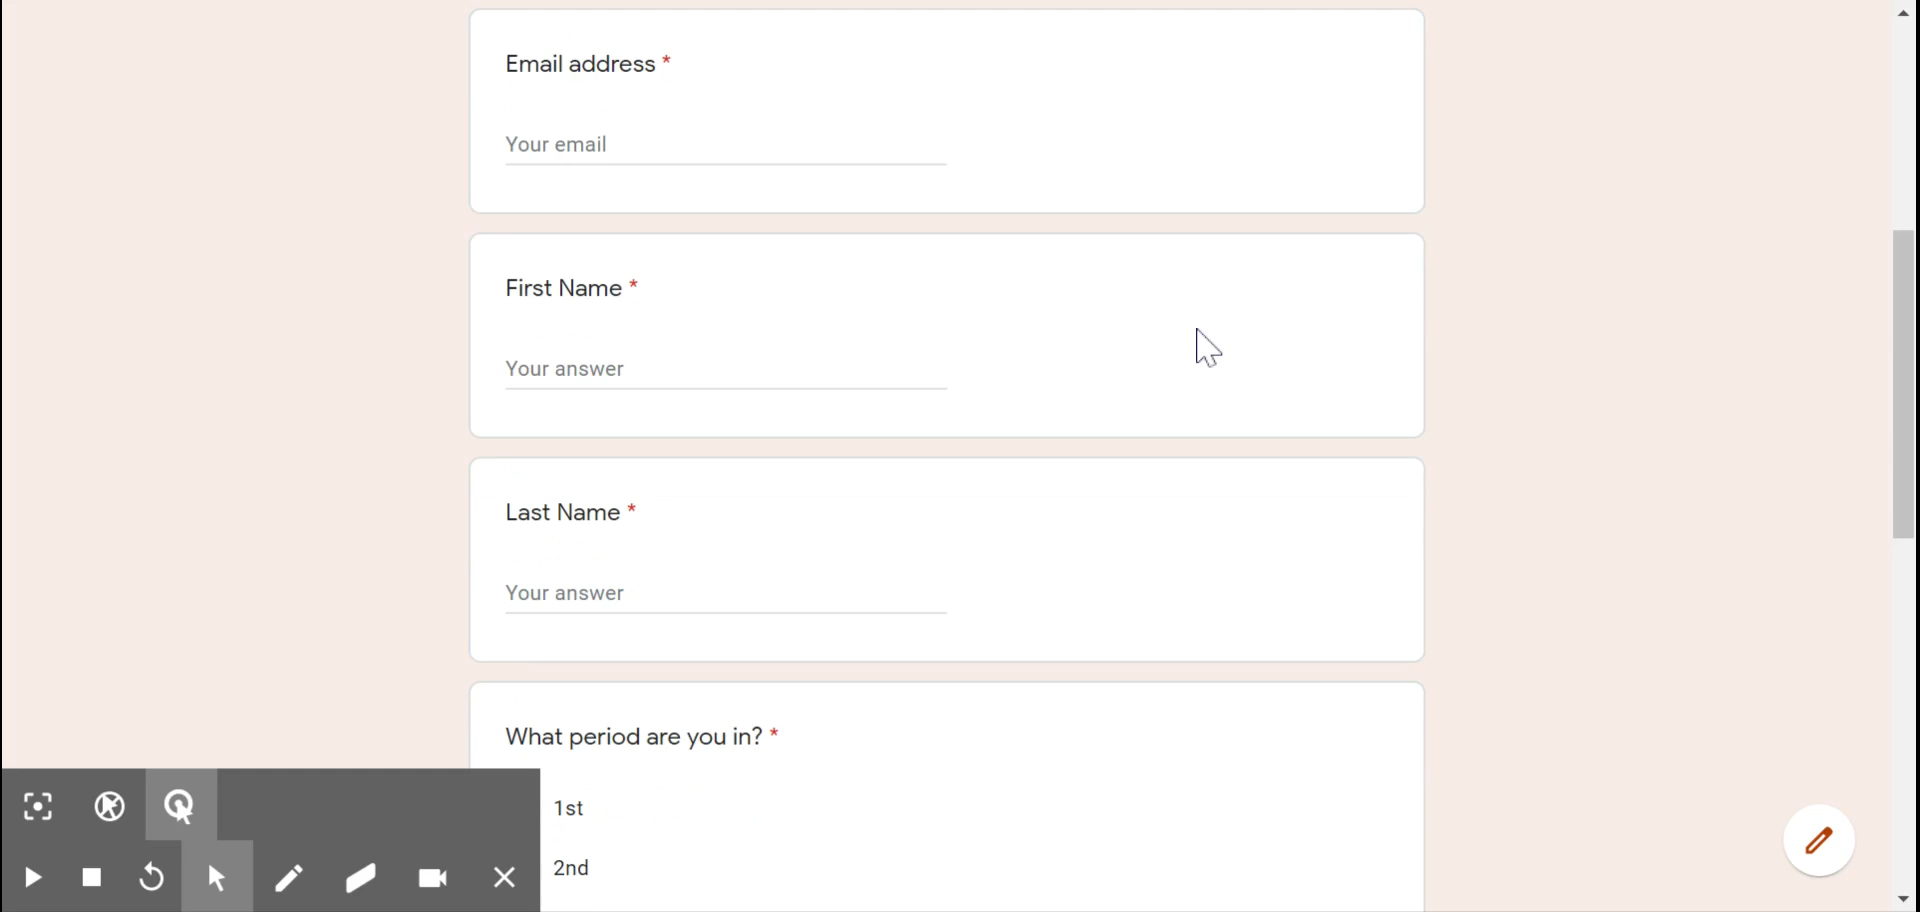 Email address *
Your email
First Name *
Your answer
Last Name *
Your answer
What period are you in? *
1st
2nd